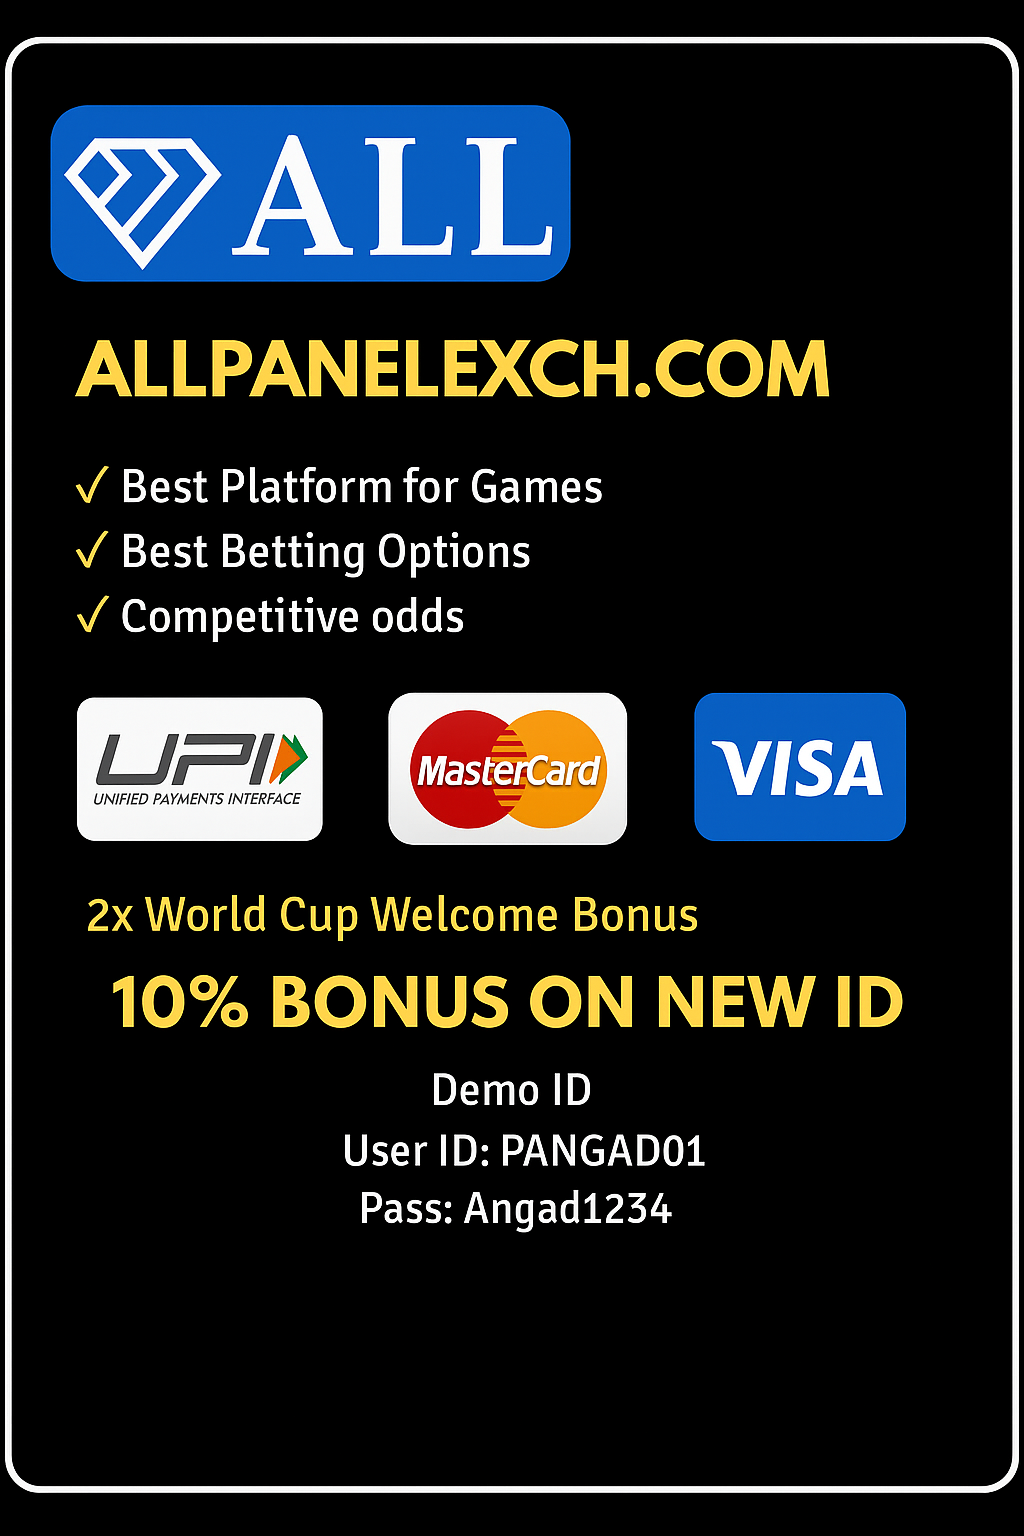 ALL
ALLPANELEXCH.COM
✓ Best Platform for Games
✓ Best Betting Options
✓ Competitive odds
UPI
UNIFIED PAYMENTS INTERFACE
MasterCard
VISA
2x World Cup Welcome Bonus
10% BONUS ON NEW ID
Demo ID
User ID: PANGAD01
Pass: Angad1234